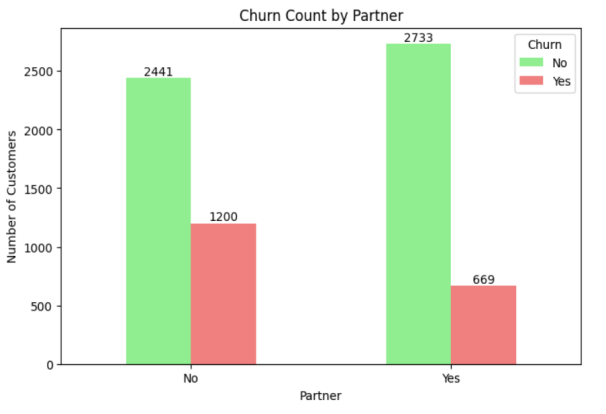 Churn Count by Partner
Churn
No
Yes
2441
1200
2733
669
Number of Customers
2500
2000
1500
1000
500
0
No
Yes
Partner